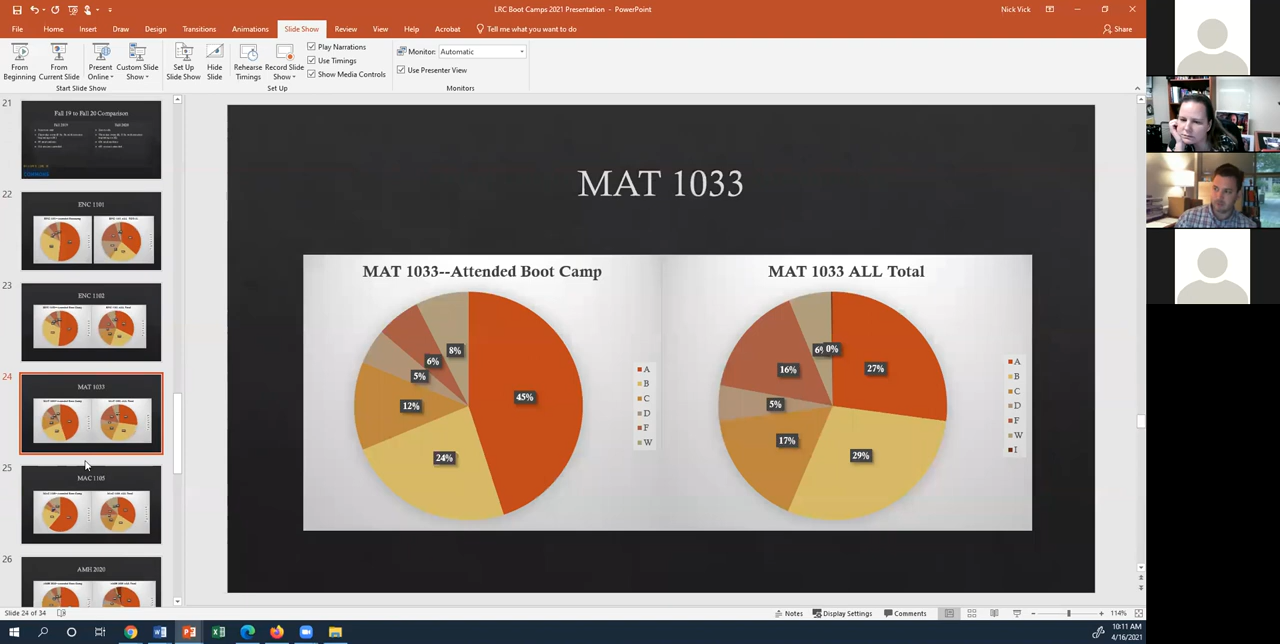 LRC Boot Camps 2021 Presentation - PowerPoint
Nick Vick
File Home Insert Draw Design Transitions Animations Slide Show Review View Help Acrobat Tell me what you want to do
Share
From Beginning
From Current Slide
Present Online
Custom Slide Show
Start Slide Show
Set Up Slide Show
Hide Slide
Rehearse Timings
Record Slide Show
Play Narrations
Use Timings
Show Media Controls
Set Up
Monitor: Automatic
Use Presenter View
Monitors
21
Fall 19 to Fall 20 Comparison
22
ENC 1101
23
ENC 1102
24
MAT 1033
25
MAC 1105
26
AMH 2020
MAT 1033
MAT 1033--Attended Boot Camp
45%
24%
12%
5%
6%
8%
A
B
C
D
F
W
MAT 1033 ALL Total
27%
29%
17%
5%
16%
6%
0%
A
B
C
D
F
W
I
Slide 24 of 34
Notes Display Settings Comments
114%
10:11 AM
4/16/2021